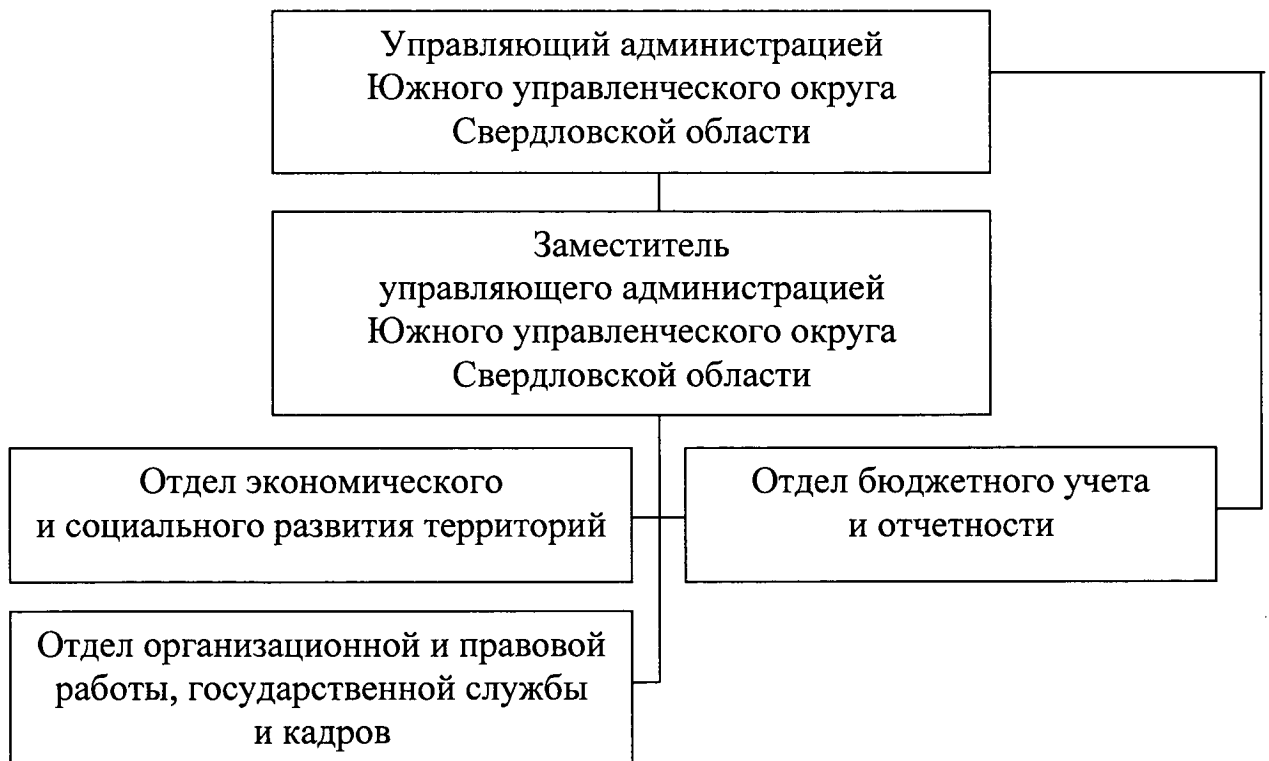 Управляющий администрацией
Южного управленческого округа
Свердловской области
Заместитель
управляющего администрацией
Южного управленческого округа
Свердловской области
Отдел экономического
и социального развития территорий
Отдел бюджетного учета
и отчетности
Отдел организационной и правовой
работы, государственной службы
и кадров